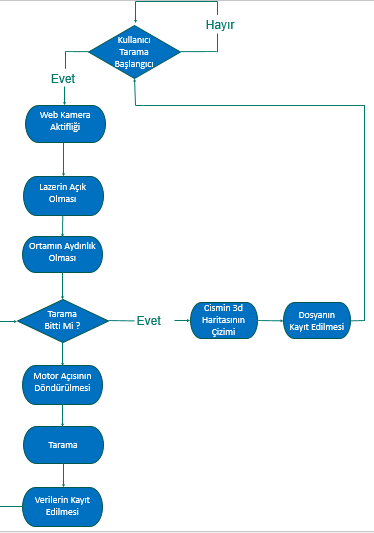 Hayır
Kullanıcı
Tarama
Başlangıcı
Evet
Web Kamera
Aktifliği
Lazerin Açık
Olması
Ortamın Aydınlık
Olması
Tarama
Bitti Mi ?
Evet
Cismin 3d
Haritasının
Çizimi
Dosyanın
Kayıt Edilmesi
Motor Açısının
Döndürülmesi
Tarama
Verilerin Kayıt
Edilmesi